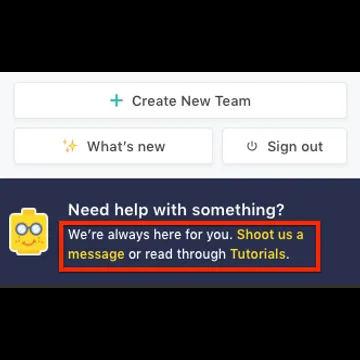 Create New Team
What's new
Sign out
Need help with something?
We're always here for you. Shoot us a
message or read through Tutorials.